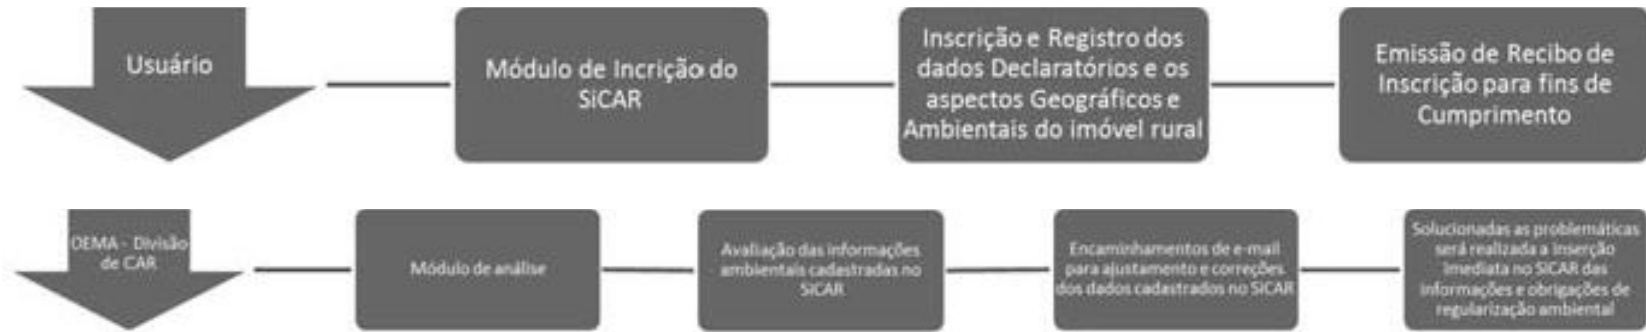 Usuário
Módulo de Incrição do
SiCAR
Inscrição e Registro dos
dados Declaratórios e os
aspectos Geográficos e
Ambientais do imóvel rural
Emissão de Recibo de
Inscrição para fins de
Cumprimento
OEMA - Divisão
de CAR
Módulo de análise
Avaliação das informações
ambientais cadastradas no
SiCAR
Encaminhamentos de e-mail
para ajustamento e correções
dos dados cadastrados no SiCAR
Solucionadas as problemáticas
será realizada a inserção
imediata no SiCAR das
informações e obrigações de
regularização ambiental